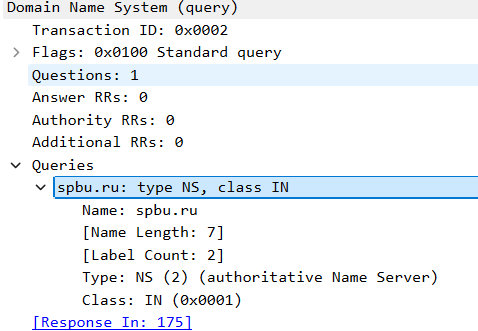 Domain Name System (query)
Transaction ID: 0x0002
Flags: 0x0100 Standard query
Questions: 1
Answer RRs: 0
Authority RRs: 0
Additional RRs: 0
Queries
spbu.ru: type NS, class IN
Name: spbu.ru
[Name Length: 7]
[Label Count: 2]
Type: NS (2) (authoritative Name Server)
Class: IN (0x0001)
[Response In: 175]